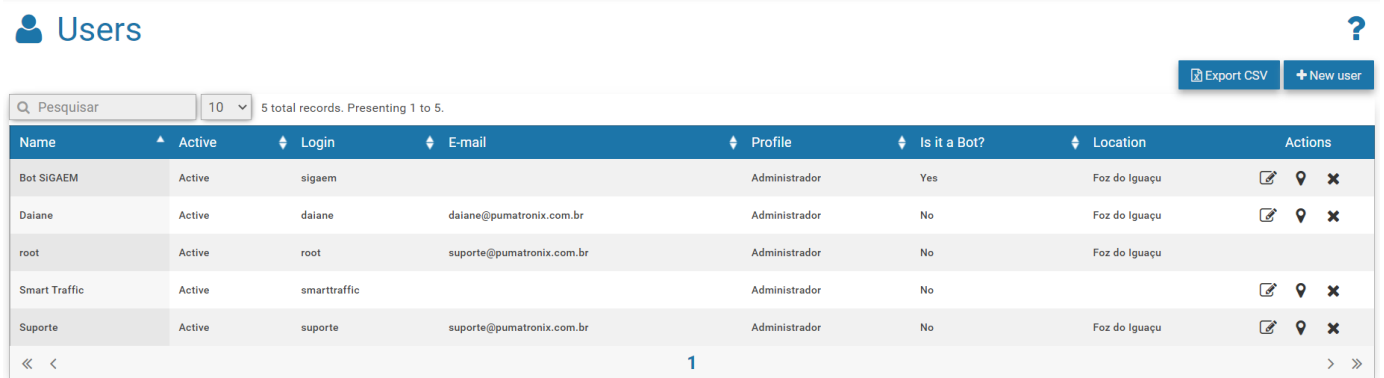 Users
?
Export CSV + New user
Pesquisar 10 5 total records. Presenting 1 to 5.
Name Active Login E-mail Profile Is it a Bot? Location Actions
Bot SiGAEM Active sigaem Administrador Yes Foz do Iguaçu
Daiane Active daiane daiane@pumatronix.com.br Administrador No Foz do Iguaçu
root Active root suporte@pumatronix.com.br Administrador No Foz do Iguaçu
Smart Traffic Active smarttraffic Administrador No
Suporte Active suporte suporte@pumatronix.com.br Administrador No Foz do Iguaçu
« ‹ 1 › »